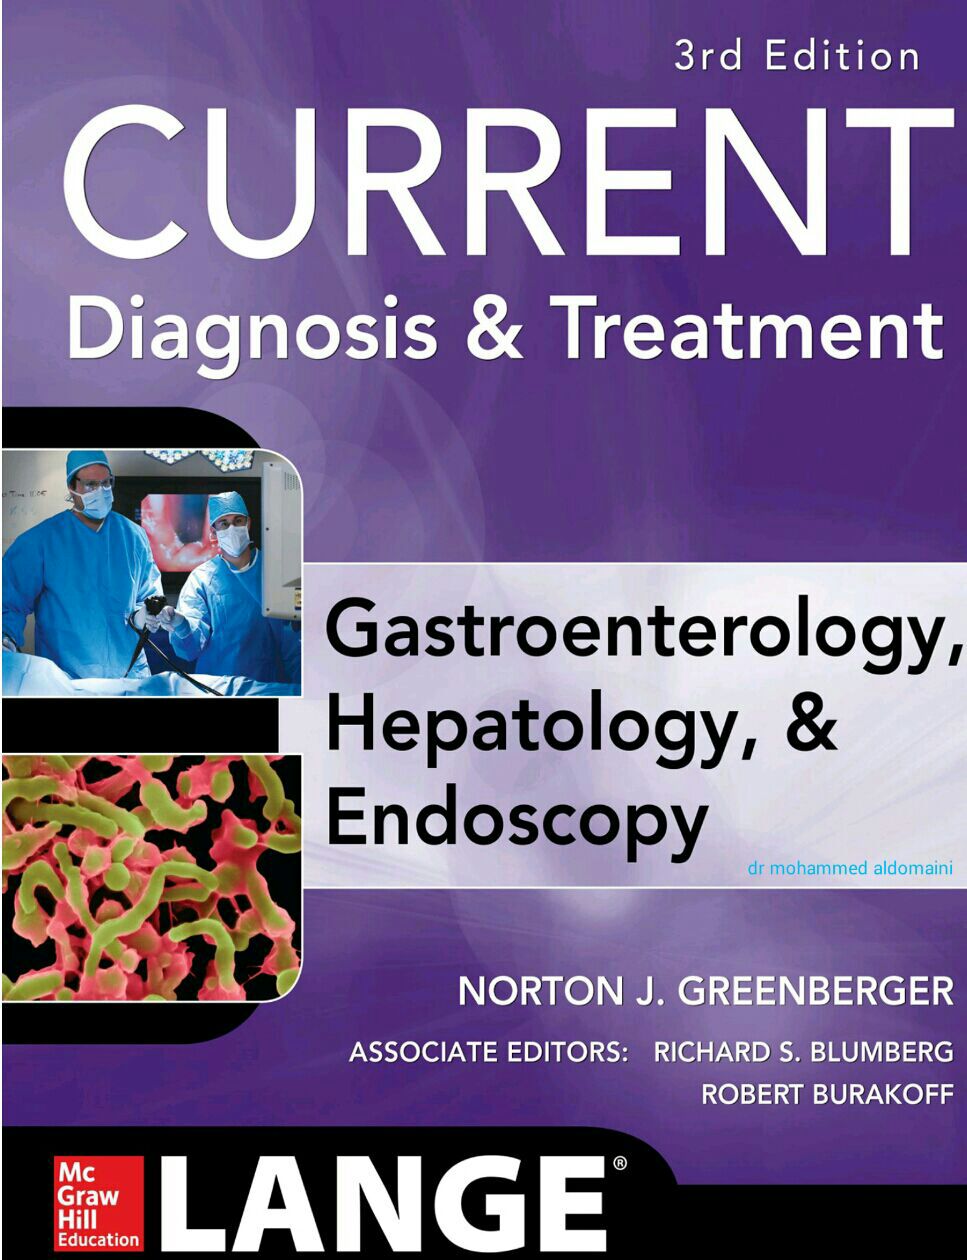 3rd Edition
CURRENT
Diagnosis & Treatment
Gastroenterology,
Hepatology, &
Endoscopy
dr mohammed aldomaini
NORTON J. GREENBERGER
ASSOCIATE EDITORS: RICHARD S. BLUMBERG
ROBERT BURAKOFF
Mc
Graw
Hill
Education
LANGE®